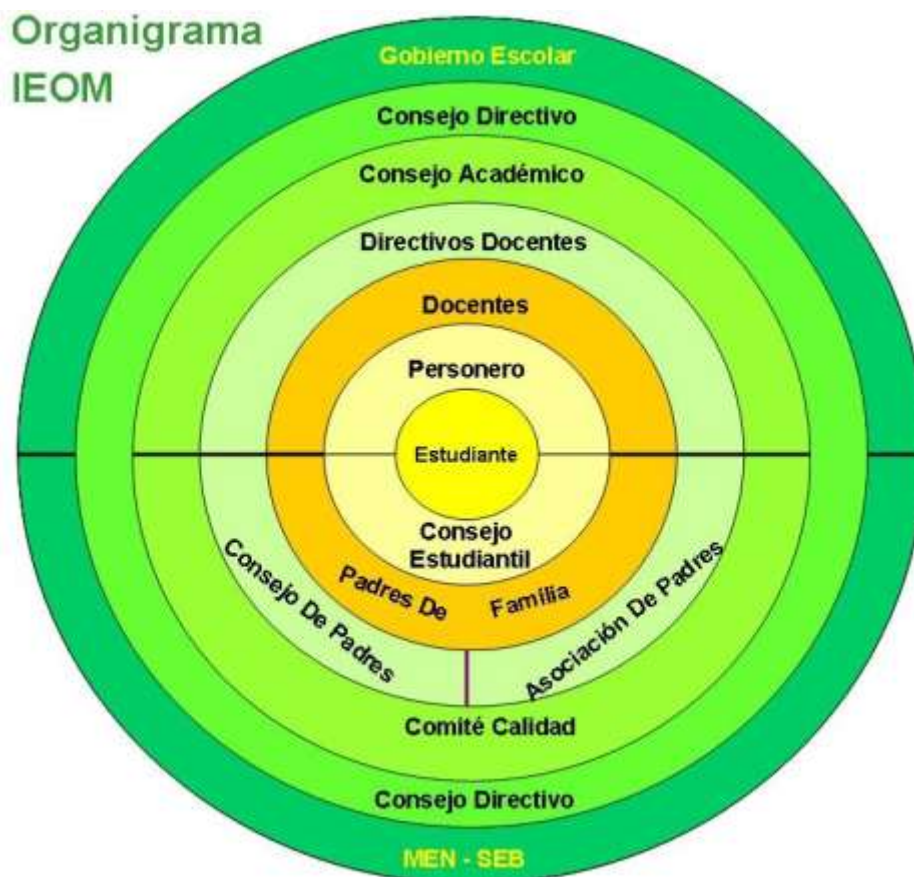 Organigrama
IEOM
Gobierno Escolar
Consejo Directivo
Consejo Académico
Directivos Docentes
Docentes
Personero
Estudiante
Consejo
Estudiantil
Padres De Família
Consejo De Padres
Asociación De Padres
Comité Calidad
Consejo Directivo
MEN - SEB